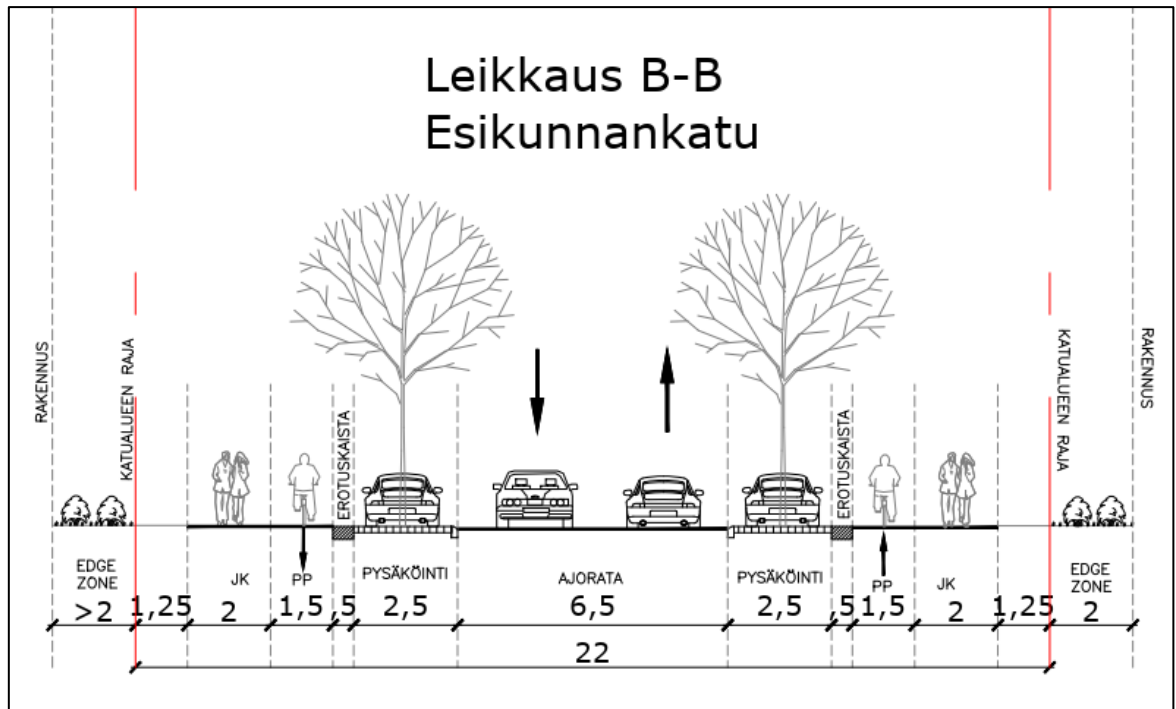 Leikkaus B-B
Esikunnankatu
RAKENNUS
KATUALUEEN RAJA
EROTUSKAISTA
EROTUSKAISTA
KATUALUEEN RAJA
RAKENNUS
EDGE ZONE JK PP PYSÄKÖINTI AJORATA PYSÄKÖINTI PP JK EDGE ZONE
>2 1,25 2 1,5 ,5 2,5 6,5 2,5 ,5 1,5 2 1,25 2
22